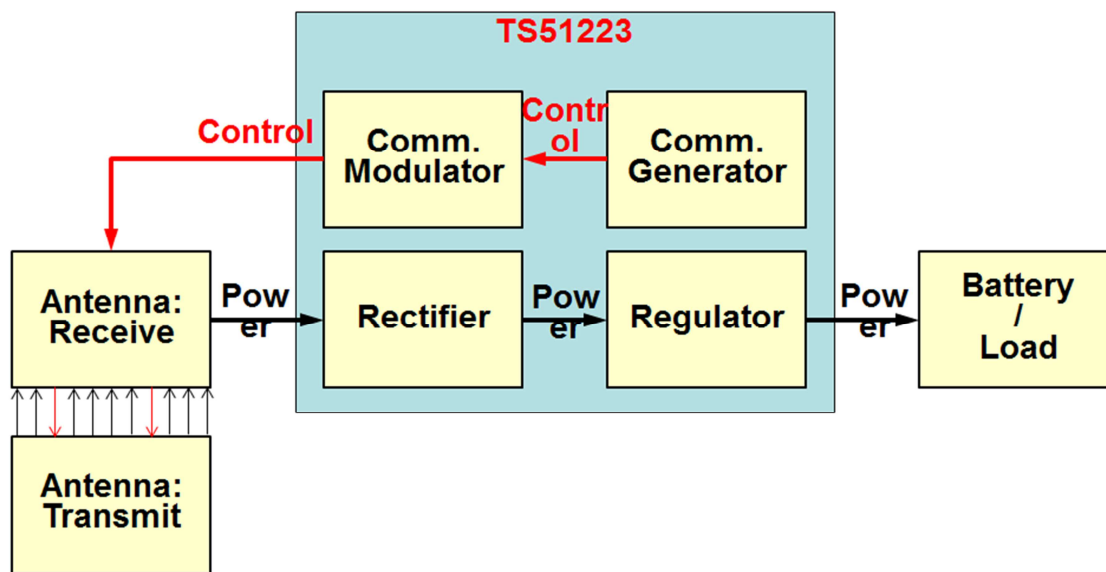 TS51223
Control
Comm.
Modulator
Contr
ol
Comm.
Generator
Antenna:
Receive
Pow
er
Rectifier
Pow
er
Regulator
Pow
er
Battery
/
Load
Antenna:
Transmit